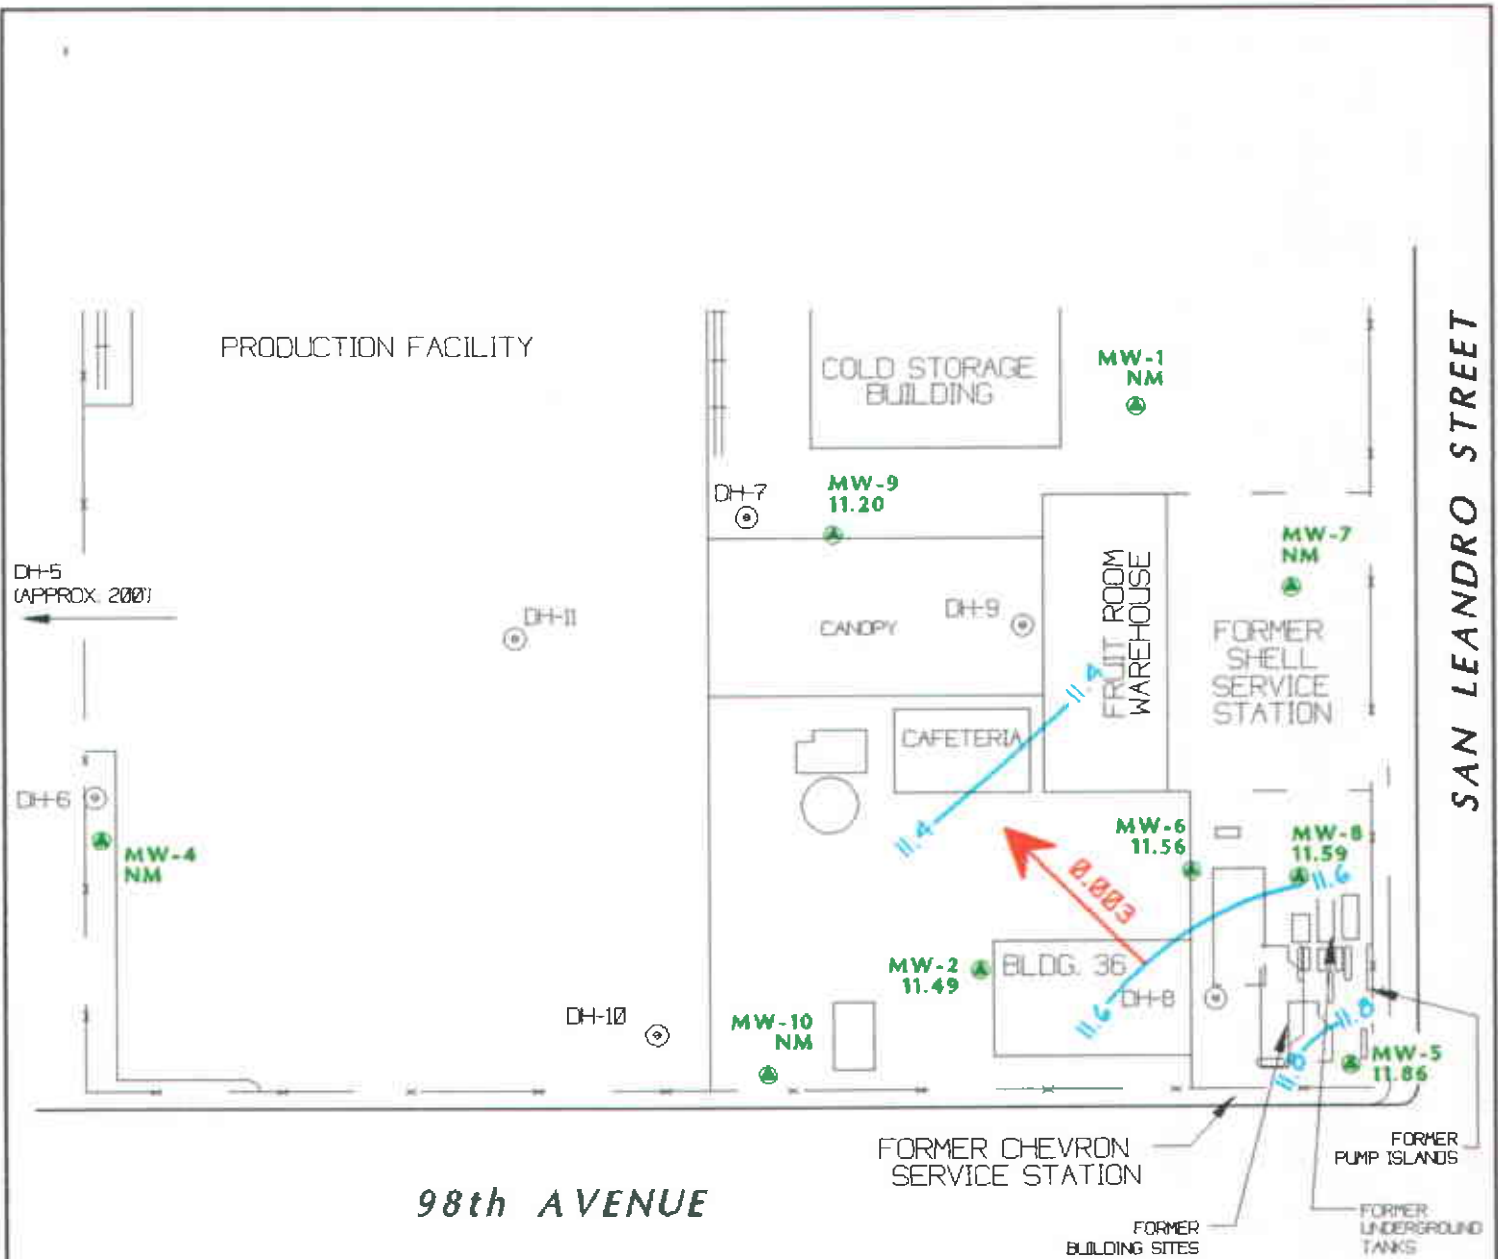 PRODUCTION FACILITY
COLD STORAGE
BUILDING
MW-1
NM
SAN LEANDRO STREET
DH-7
MW-9
11.20
MW-7
NM
DH-5
(APPROX. 200')
DH-11
CANOPY
DH-9
FRUIT ROOM
WAREHOUSE
FORMER
SHELL
SERVICE
STATION
11.4
CAFETERIA
DH-6
MW-4
NM
11.4
MW-6
11.56
MW-8
11.59
11.6
0.003
MW-2
11.49
BLDG. 36
DH-8
11.6
DH-10
MW-10
NM
11.8
11.8
MW-5
11.86
FORMER CHEVRON
SERVICE STATION
FORMER
PUMP ISLANDS
98th AVENUE
FORMER
BUILDING SITES
FORMER
UNDERGROUND
TANKS